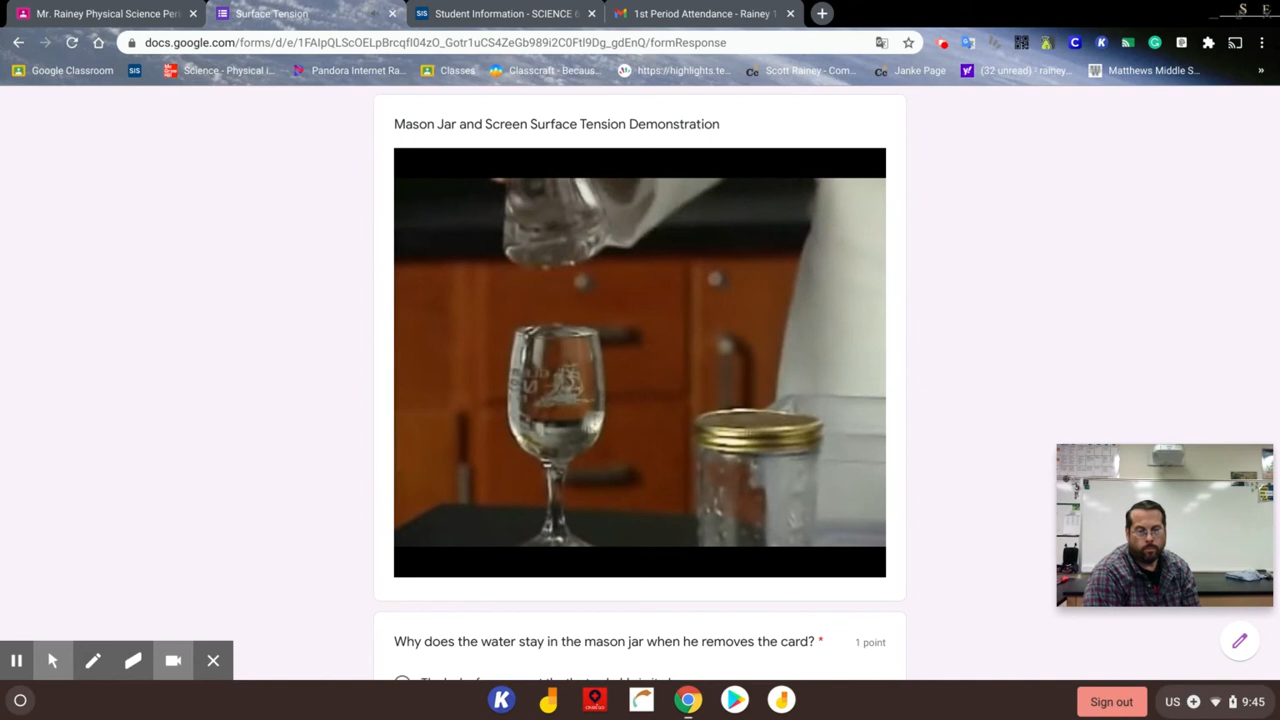 Mr. Rainey Physical Science Per
Surface Tension
Student Information - SCIENCE 6
1st Period Attendance - Rainey 1
S E
docs.google.com/forms/d/e/1FAIpQLScOELpBrcqfI04zO_Gotr1uCS4ZeGb989i2C0Ftl9Dg_gdEnQ/formResponse
Google Classroom
SIS
Science - Physical i...
Pandora Internet Ra...
Classes
Classcraft - Becaus...
https://highlights.te...
Scott Rainey - Com...
Janke Page
(32 unread) - rainey...
Matthews Middle S...
»
Mason Jar and Screen Surface Tension Demonstration
Why does the water stay in the mason jar when he removes the card? *
1 point
Sign out
US
9:45